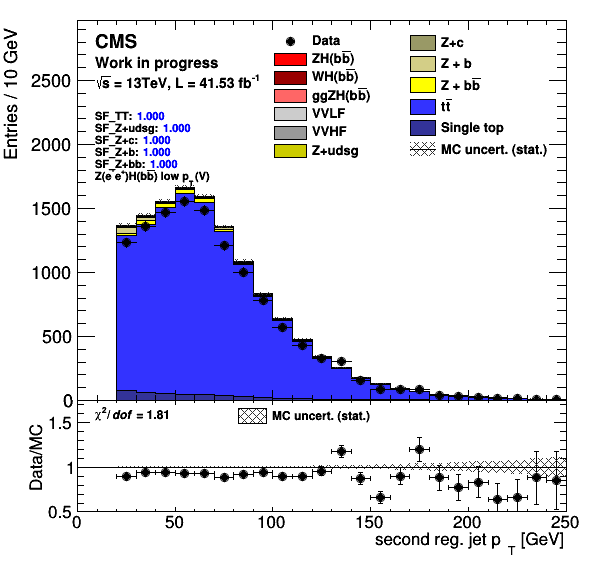 CMS
Work in progress
√s = 13TeV, L = 41.53 fb⁻¹
SF_TT: 1.000
SF_Z+udsg: 1.000
SF_Z+c: 1.000
SF_Z+b: 1.000
SF_Z+bb: 1.000
Z(e⁻e⁺)H(bb̅) low p_T(V)
Data
ZH(bb̅)
WH(bb̅)
ggZH(bb̅)
VVLF
VVHF
Z+udsg
Z+c
Z + b
Z + bb̅
tt̅
Single top
MC uncert. (stat.)
Entries / 10 GeV
2500
2000
1500
1000
500
0
χ²/dof = 1.81
MC uncert. (stat.)
Data/MC
1.5
1
0.5
0 50 100 150 200 250
second reg. jet p_T [GeV]